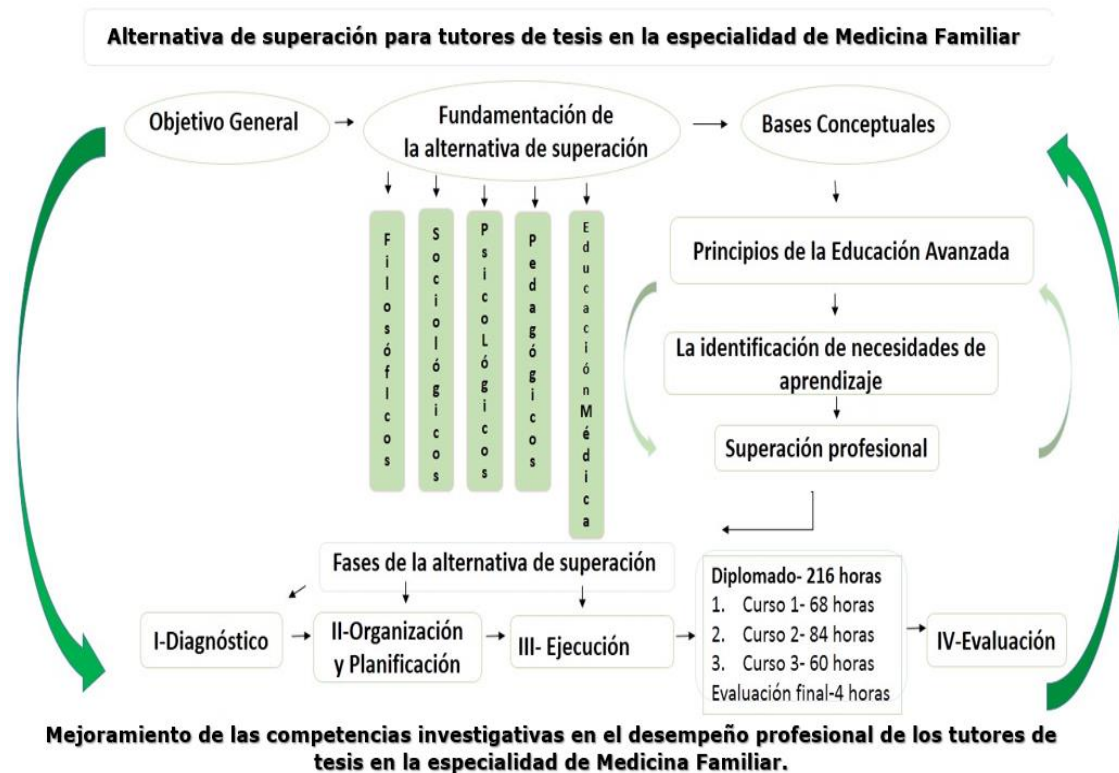 Alternativa de superación para tutores de tesis en la especialidad de Medicina Familiar
Objetivo General
Fundamentación de
la alternativa de superación
Bases Conceptuales
FilosófIcos
Sociológicos
PsicoLógicos
Pedagógicos
Educación Médica
Principios de la Educación Avanzada
La identificación de necesidades de
aprendizaje
Superación profesional
Fases de la alternativa de superación
I-Diagnóstico
II-Organización
y Planificación
III- Ejecución
Diplomado- 216 horas
1. Curso 1- 68 horas
2. Curso 2- 84 horas
3. Curso 3- 60 horas
Evaluación final-4 horas
IV-Evaluación
Mejoramiento de las competencias investigativas en el desempeño profesional de los tutores de
tesis en la especialidad de Medicina Familiar.